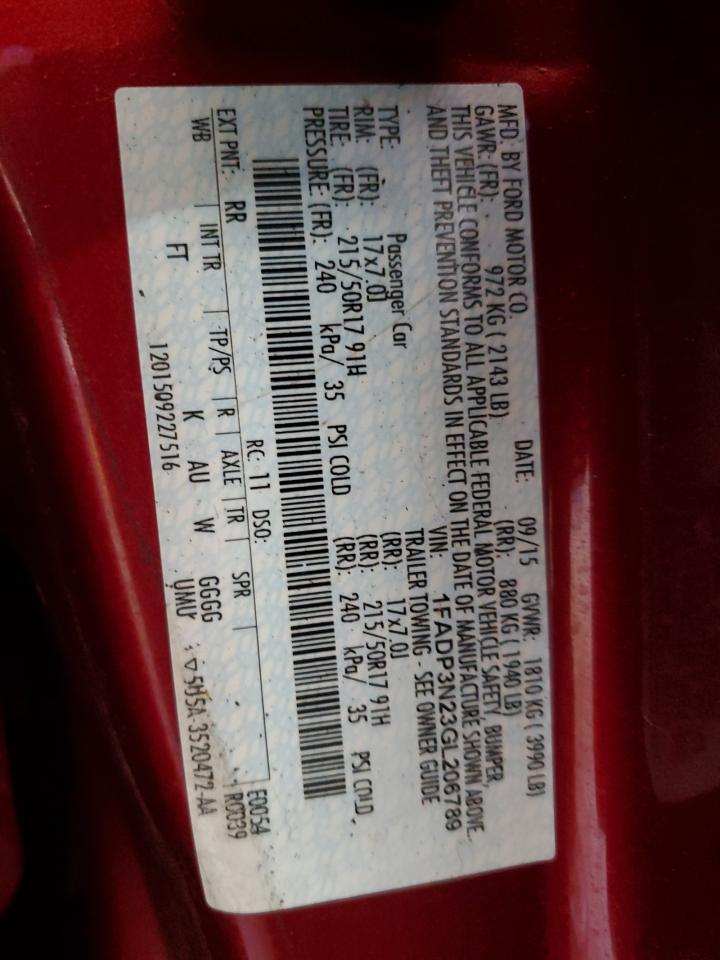 MFD. BY FORD MOTOR CO. DATE: 09/15 GVWR: 1810 KG ( 3990 LB)
GAWR: (FR): 972 KG ( 2143 LB) (RR): 880 KG ( 1940 LB)
THIS VEHICLE CONFORMS TO ALL APPLICABLE FEDERAL MOTOR VEHICLE SAFETY, BUMPER,
AND THEFT PREVENTION STANDARDS IN EFFECT ON THE DATE OF MANUFACTURE SHOWN ABOVE.
VIN: 1FADP3N23GL206789
TYPE: Passenger Car TRAILER TOWING - SEE OWNER GUIDE
RIM: (FR): 17x7.0J (RR): 17x7.0J
TIRE: (FR): 215/50R17 91H (RR): 215/50R17 91H
PRESSURE: (FR): 240 kPa/ 35 PSI COLD (RR): 240 kPa/ 35 PSI COLD
RC: 11 DSO: E0054
EXT PNT: RR R0039
WB | INT TR | TP/PS | R | AXLE | TR | SPR |
FT K AU W GGGG
UMU
1201509227516 5M5A-3520472-AA